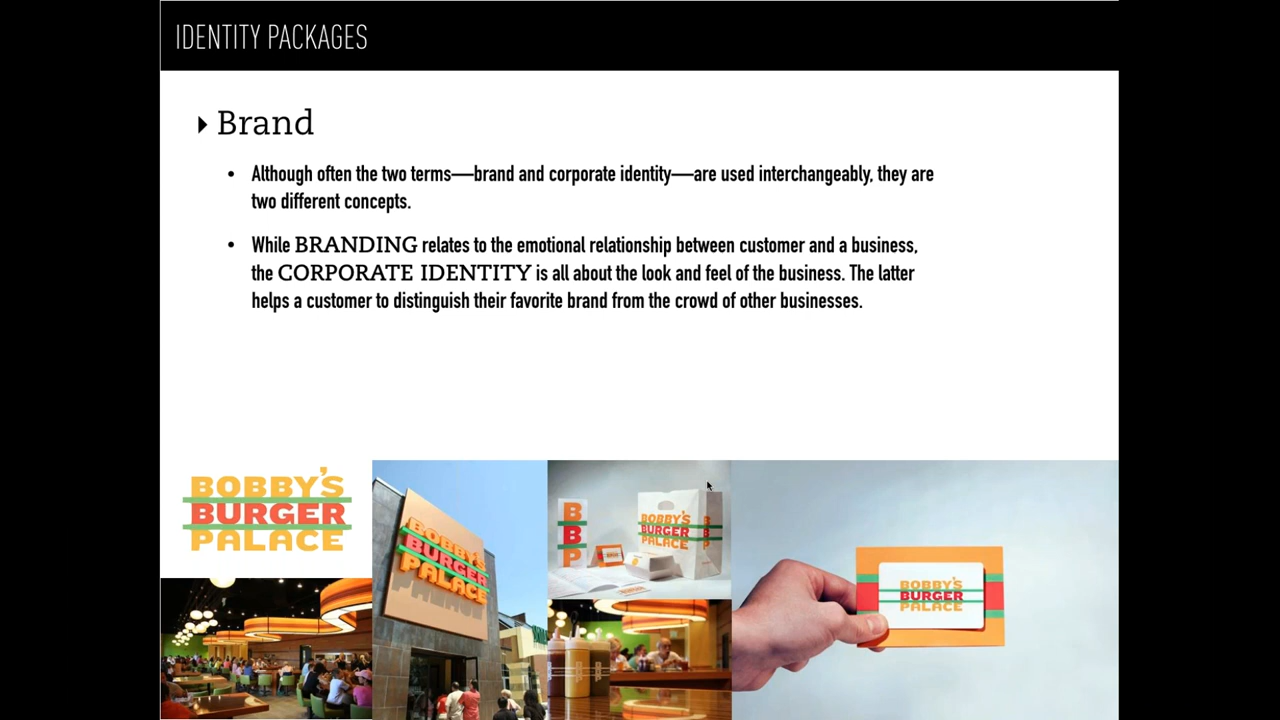 IDENTITY PACKAGES
Brand
• Although often the two terms—brand and corporate identity—are used interchangeably, they are
two different concepts.
• While BRANDING relates to the emotional relationship between customer and a business,
the CORPORATE IDENTITY is all about the look and feel of the business. The latter
helps a customer to distinguish their favorite brand from the crowd of other businesses.
BOBBY'S
BURGER
PALACE
BOBBY'S
BURGER
PALACE
B
B
P
BOBBY'S
BURGER
PALACE
B
B
P
BOBBY'S
BURGER
PALACE